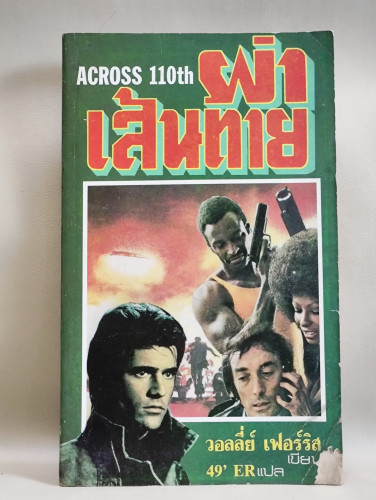 ACROSS 110th ผ่า
เส้นตาย
วอลลี่ย์ เฟอร์ริส
เขียน
49' ER แปล